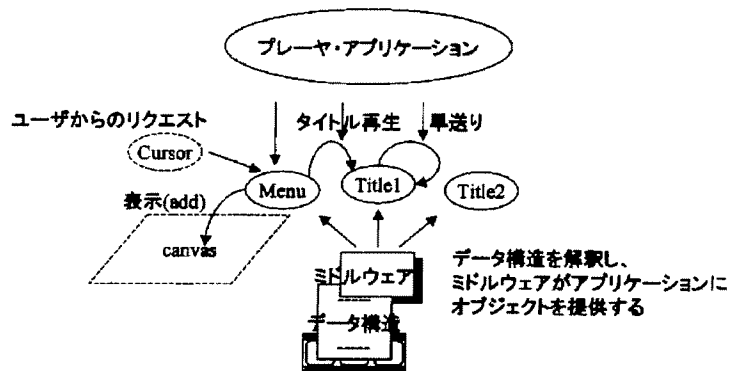 プレーヤ・アプリケーション
ユーザからのリクエスト
タイトル再生
早送り
Cursor
Menu
Title1
Title2
表示(add)
canvas
ミドルウェア
データ構造
データ構造を解釈し、
ミドルウェアがアプリケーションに
オブジェクトを提供する